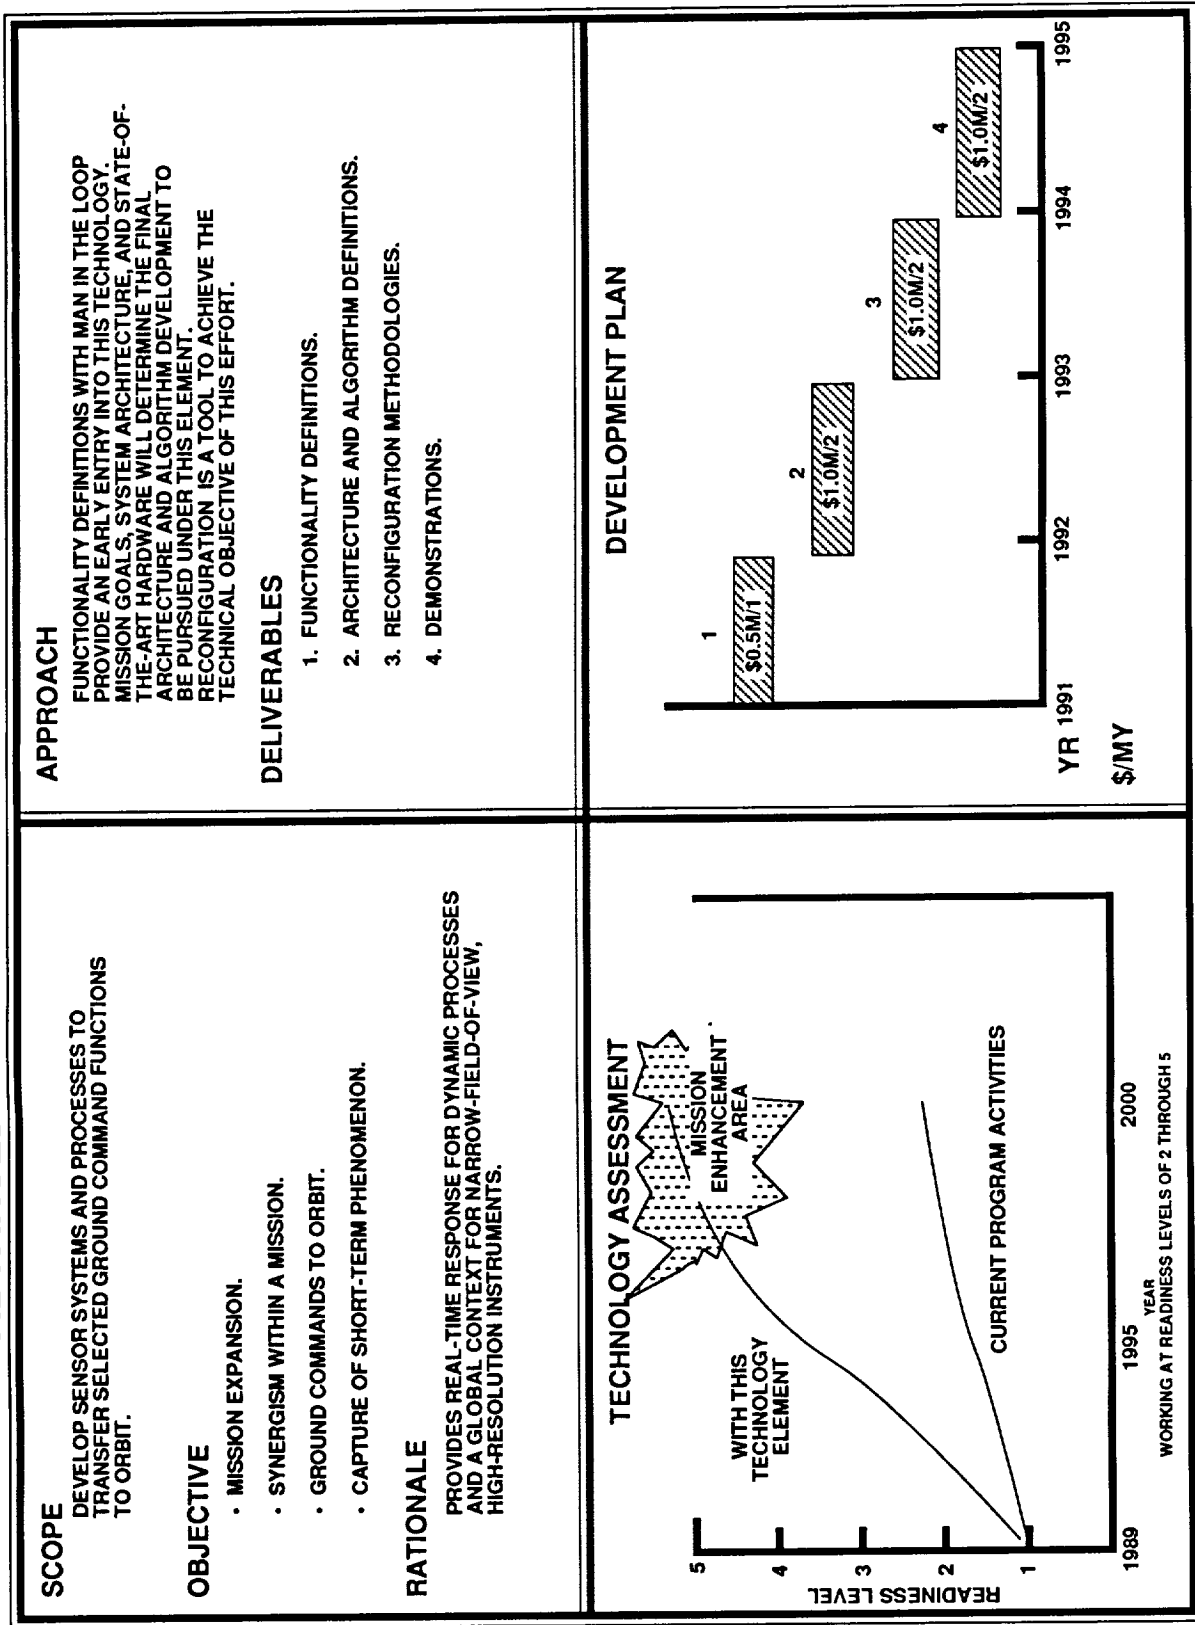 SCOPE
DEVELOP SENSOR SYSTEMS AND PROCESSES TO
TRANSFER SELECTED GROUND COMMAND FUNCTIONS
TO ORBIT.
OBJECTIVE
· MISSION EXPANSION.
· SYNERGISM WITHIN A MISSION.
· GROUND COMMANDS TO ORBIT.
· CAPTURE OF SHORT-TERM PHENOMENON.
RATIONALE
PROVIDES REAL-TIME RESPONSE FOR DYNAMIC PROCESSES
AND A GLOBAL CONTEXT FOR NARROW-FIELD-OF-VIEW,
HIGH-RESOLUTION INSTRUMENTS.
APPROACH
FUNCTIONALITY DEFINITIONS WITH MAN IN THE LOOP
PROVIDE AN EARLY ENTRY INTO THIS TECHNOLOGY.
MISSION GOALS, SYSTEM ARCHITECTURE, AND STATE-OF-
THE-ART HARDWARE WILL DETERMINE THE FINAL
ARCHITECTURE AND ALGORITHM DEVELOPMENT TO
BE PURSUED UNDER THIS ELEMENT.
RECONFIGURATION IS A TOOL TO ACHIEVE THE
TECHNICAL OBJECTIVE OF THIS EFFORT.
DELIVERABLES
1. FUNCTIONALITY DEFINITIONS.
2. ARCHITECTURE AND ALGORITHM DEFINITIONS.
3. RECONFIGURATION METHODOLOGIES.
4. DEMONSTRATIONS.
TECHNOLOGY ASSESSMENT
5
4
3
2
1
READINESS LEVEL
WITH THIS
TECHNOLOGY
ELEMENT
MISSION
ENHANCEMENT
AREA
CURRENT PROGRAM ACTIVITIES
1989
1995
2000
YEAR
WORKING AT READINESS LEVELS OF 2 THROUGH 5
DEVELOPMENT PLAN
1
$0.5M/1
2
$1.0M/2
3
$1.0M/2
4
$1.0M/2
YR 1991
1992
1993
1994
1995
$/MY